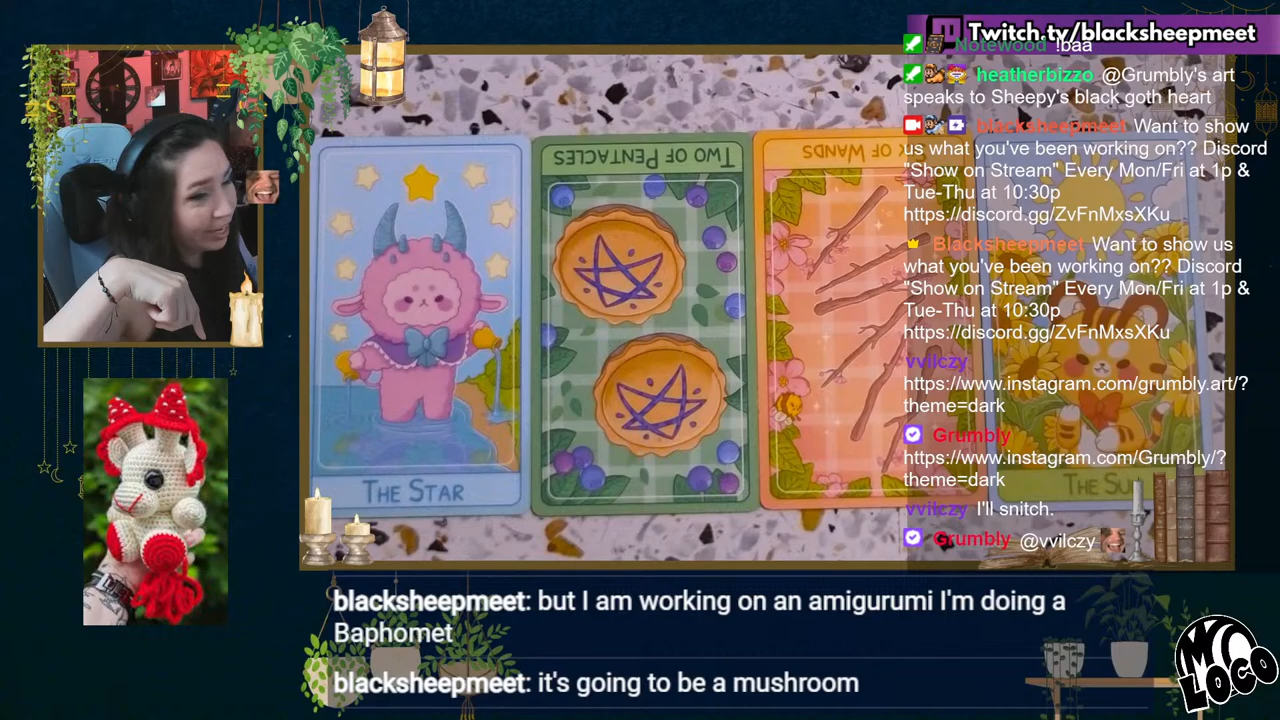 Twitch.tv/blacksheepmeet
Notewood !baa
heatherbizzo @Grumbly's art
speaks to Sheepy's black goth heart
blacksheepmeet Want to show
us what you've been working on?? Discord
"Show on Stream" Every Mon/Fri at 1p &
Tue-Thu at 10:30p
https://discord.gg/ZvFnMxsXKu
Blacksheepmeet Want to show us
what you've been working on?? Discord
"Show on Stream" Every Mon/Fri at 1p &
Tue-Thu at 10:30p
https://discord.gg/ZvFnMxsXKu
vvilczy
https://www.instagram.com/grumbly.art/?
theme=dark
Grumbly
https://www.instagram.com/Grumbly/?
theme=dark
vvilczy I'll snitch.
Grumbly @vvilczy
THE STAR
TWO OF PENTACLES
OF WANDS
THE SUN
blacksheepmeet: but I am working on an amigurumi I'm doing a
Baphomet
blacksheepmeet: it's going to be a mushroom
MC
LOCO